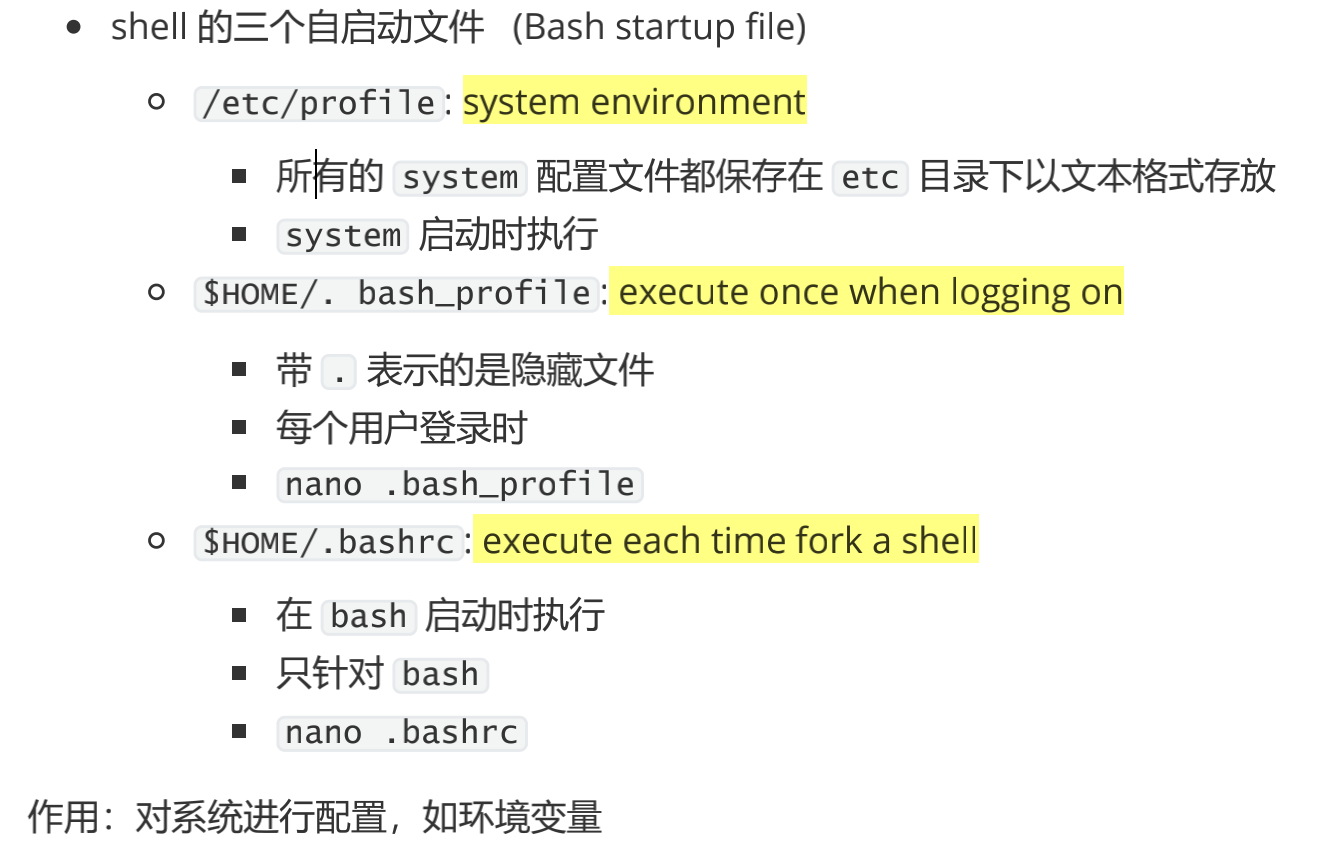 shell 的三个自启动文件 (Bash startup file)
/etc/profile: system environment
所有的 system 配置文件都保存在 etc 目录下以文本格式存放
system 启动时执行
$HOME/. bash_profile: execute once when logging on
带 . 表示的是隐藏文件
每个用户登录时
nano .bash_profile
$HOME/.bashrc: execute each time fork a shell
在 bash 启动时执行
只针对 bash
nano .bashrc
作用：对系统进行配置，如环境变量